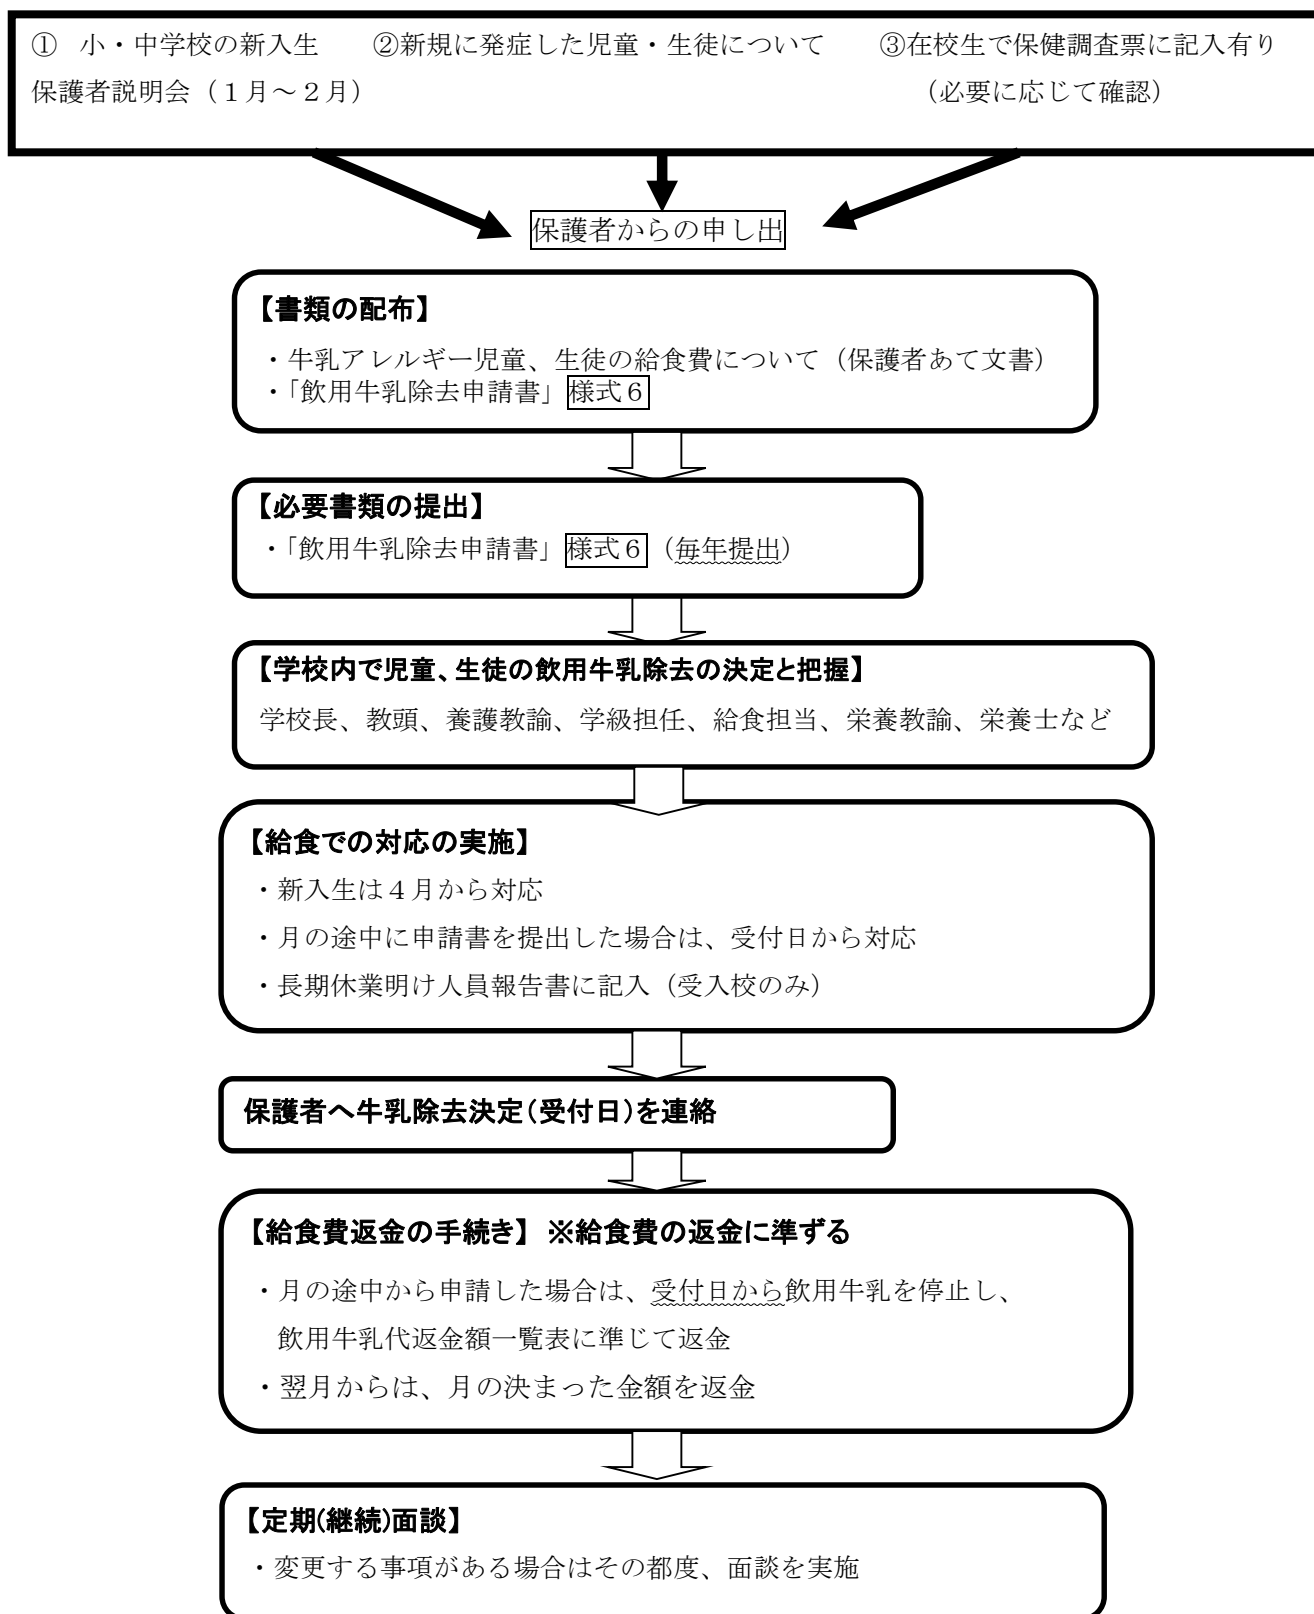 ① 小・中学校の新入生 ②新規に発症した児童・生徒について ③在校生で保健調査票に記入有り
保護者説明会（１月～２月） （必要に応じて確認）
保護者からの申し出
【書類の配布】
・牛乳アレルギー児童、生徒の給食費について（保護者あて文書）
・「飲用牛乳除去申請書」様式６
【必要書類の提出】
・「飲用牛乳除去申請書」様式６（毎年提出）
【学校内で児童、生徒の飲用牛乳除去の決定と把握】
学校長、教頭、養護教諭、学級担任、給食担当、栄養教諭、栄養士など
【給食での対応の実施】
・新入生は４月から対応
・月の途中に申請書を提出した場合は、受付日から対応
・長期休業明け人員報告書に記入（受入校のみ）
保護者へ牛乳除去決定（受付日）を連絡
【給食費返金の手続き】 ※給食費の返金に準ずる
・月の途中から申請した場合は、受付日から飲用牛乳を停止し、
飲用牛乳代返金額一覧表に準じて返金
・翌月からは、月の決まった金額を返金
【定期(継続)面談】
・変更する事項がある場合はその都度、面談を実施